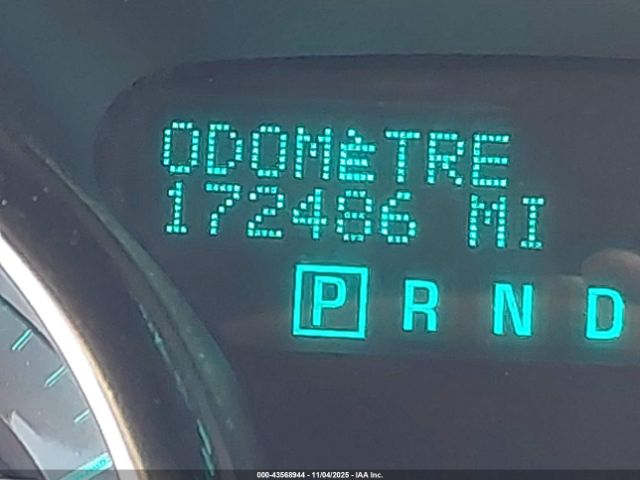 ODOMÈTRE
172486 MI
P R N D
000-43568944 - 11/04/2025 - IAA Inc.